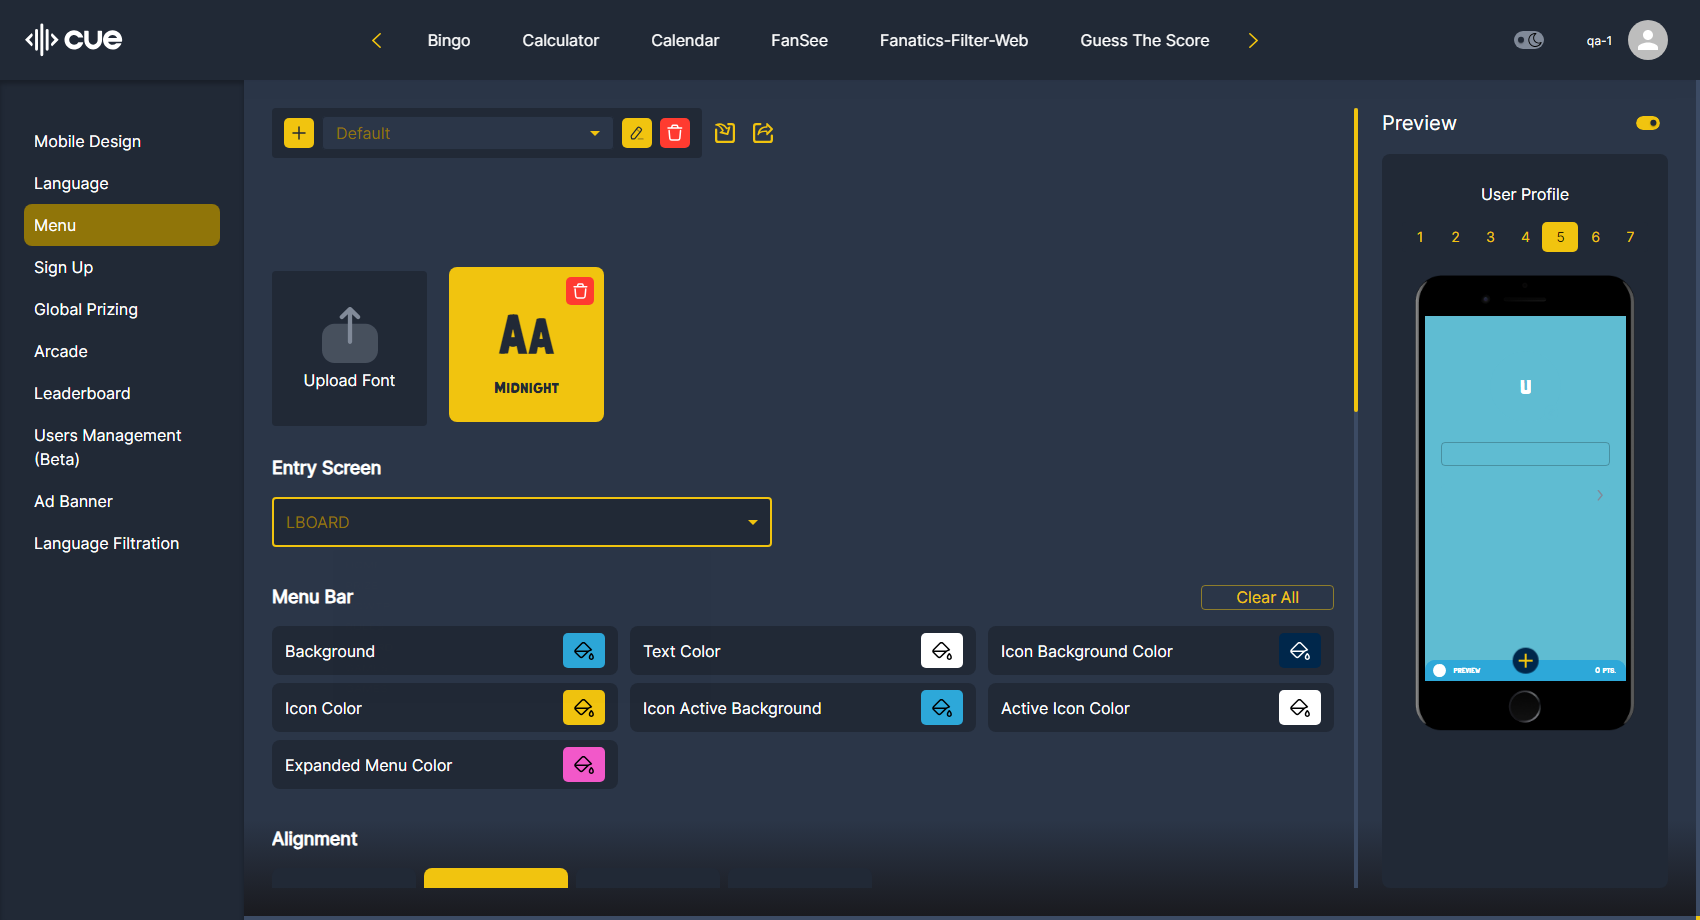 cue
Bingo
Calculator
Calendar
FanSee
Fanatics-Filter-Web
Guess The Score
qa-1
Mobile Design
Language
Menu
Sign Up
Global Prizing
Arcade
Leaderboard
Users Management
(Beta)
Ad Banner
Language Filtration
Default
Upload Font
AA
MIDNIGHT
Entry Screen
LBOARD
Menu Bar
Clear All
Background
Text Color
Icon Background Color
Icon Color
Icon Active Background
Active Icon Color
Expanded Menu Color
Alignment
Preview
User Profile
1 2 3 4 5 6 7
U
PREVIEW
0 PTS.